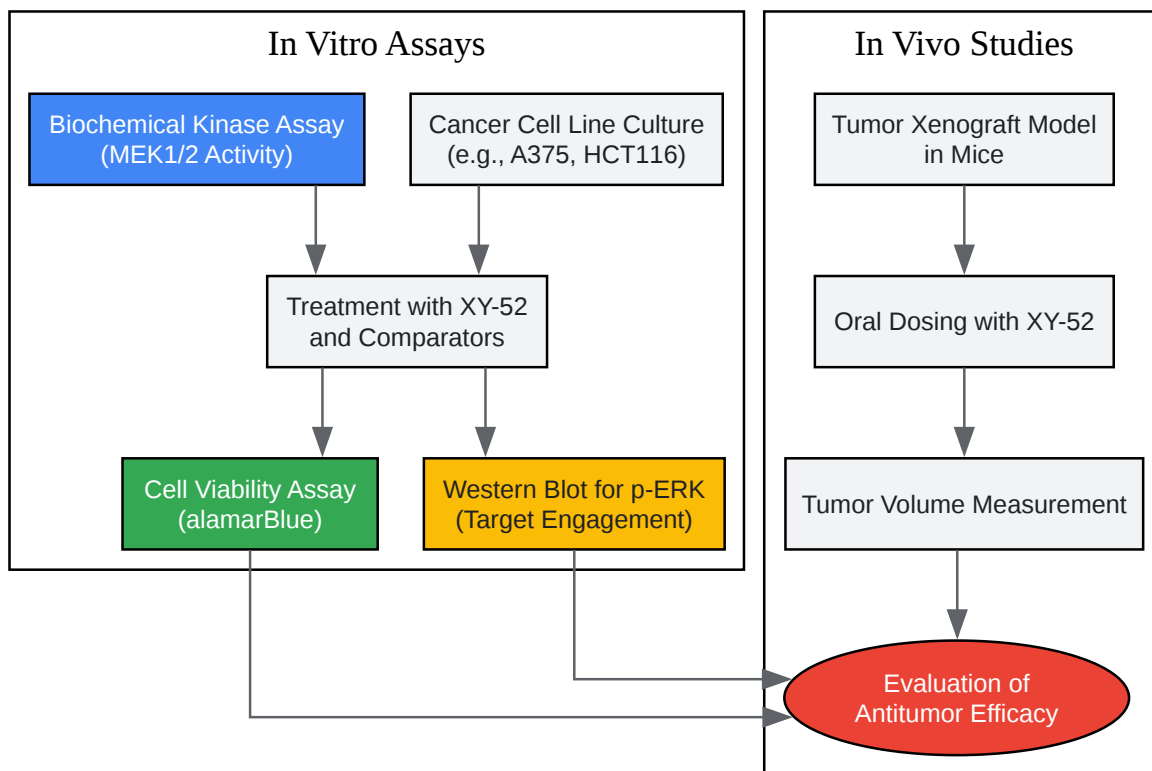 In Vitro Assays
Biochemical Kinase Assay
(MEK1/2 Activity)
Cancer Cell Line Culture
(e.g., A375, HCT116)
Treatment with XY-52
and Comparators
Cell Viability Assay
(alamarBlue)
Western Blot for p-ERK
(Target Engagement)
In Vivo Studies
Tumor Xenograft Model
in Mice
Oral Dosing with XY-52
Tumor Volume Measurement
Evaluation of
Antitumor Efficacy